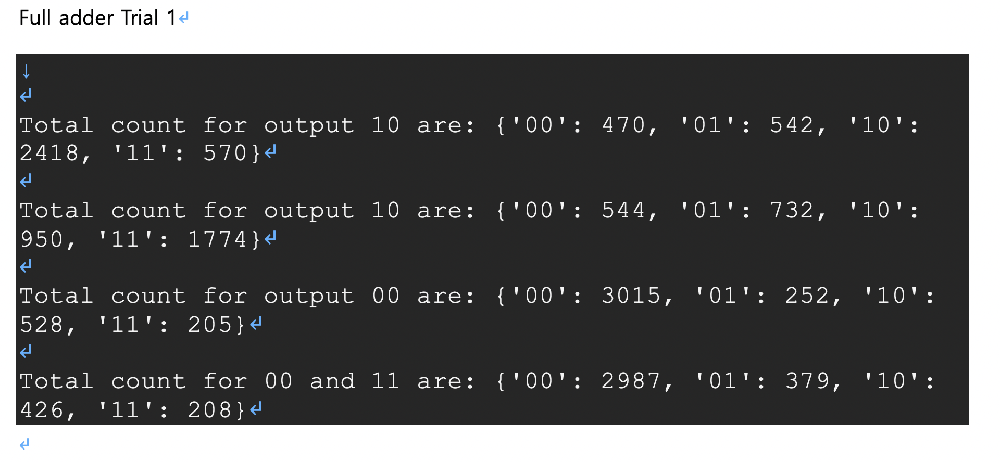 Full adder Trial 1↵
↓
↵
Total count for output 10 are: {'00': 470, '01': 542, '10':
2418, '11': 570}↵
↵
Total count for output 10 are: {'00': 544, '01': 732, '10':
950, '11': 1774}↵
↵
Total count for output 00 are: {'00': 3015, '01': 252, '10':
528, '11': 205}↵
↵
Total count for 00 and 11 are: {'00': 2987, '01': 379, '10':
426, '11': 208}↵
↵